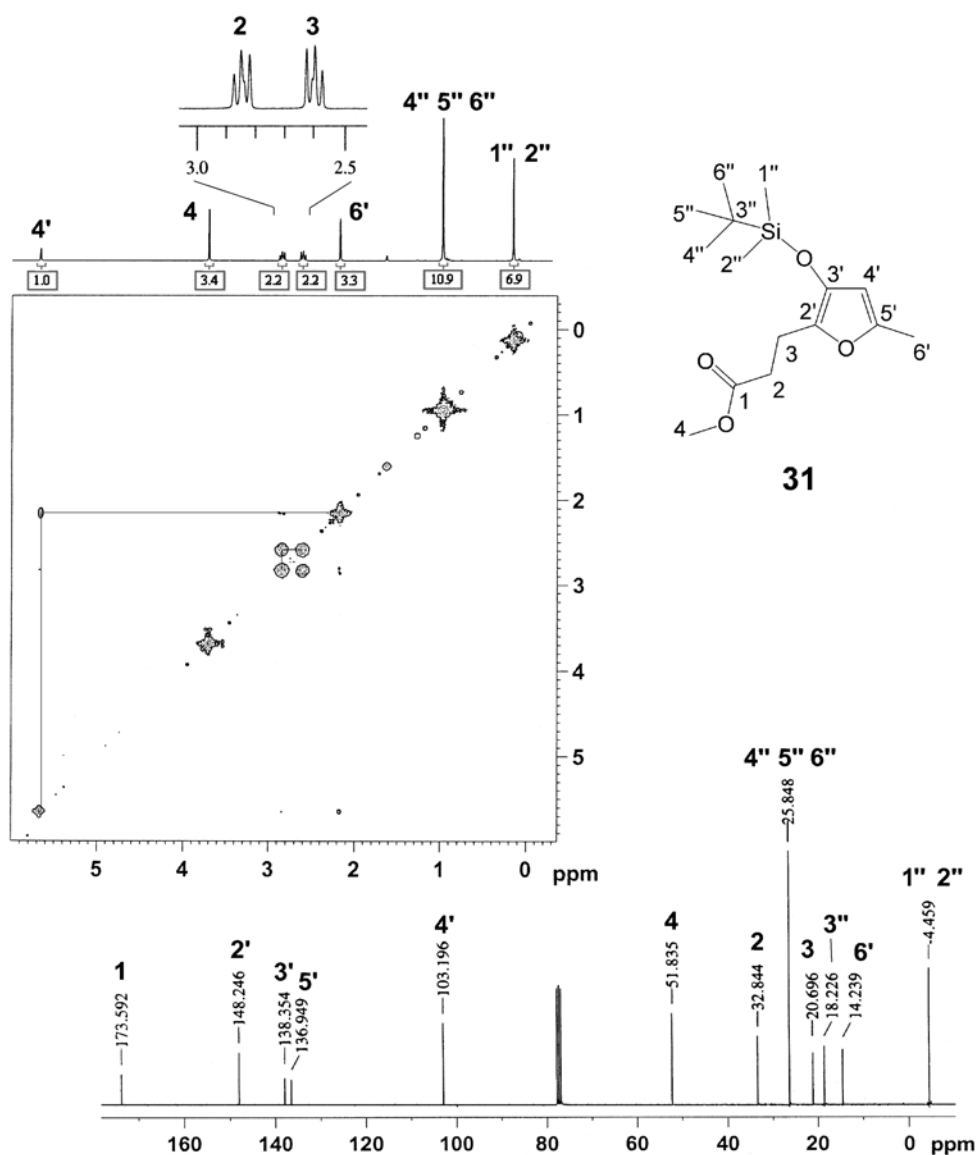 2 3
3.0 2.5
4' 4 6' 4'' 5'' 6'' 1'' 2''
1.0 3.4 2.2 2.2 3.3 10.9 6.9
0
1
2
3
4
5
5 4 3 2 1 0 ppm
6'' 1''
5'' 3''
4'' Si
2'' O
3' 4'
2' 5'
O 6'
3
O
1 2
4 O
31
1 2' 3' 5' 4' 4 2 4'' 5'' 6'' 3 3'' 6' 1'' 2''
173.592
148.246
138.354
136.949
103.196
51.835
32.844
25.848
20.696
18.226
14.239
-4.459
160 140 120 100 80 60 40 20 0 ppm